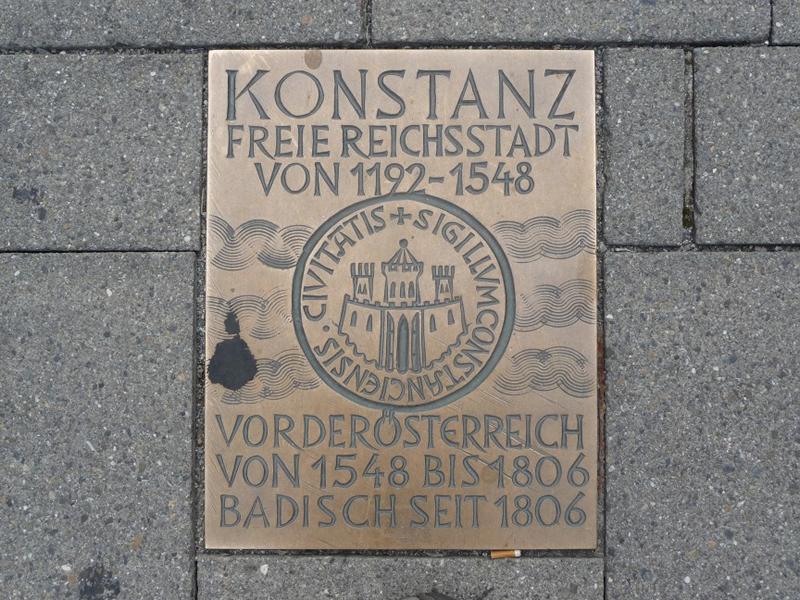 KONSTANZ
FREIE REICHSSTADT
VON 1192-1548
+ SIGILLVM CONSTANCIENSIS · CIVITATIS
VORDERÖSTERREICH
VON 1548 BIS 1806
BADISCH SEIT 1806